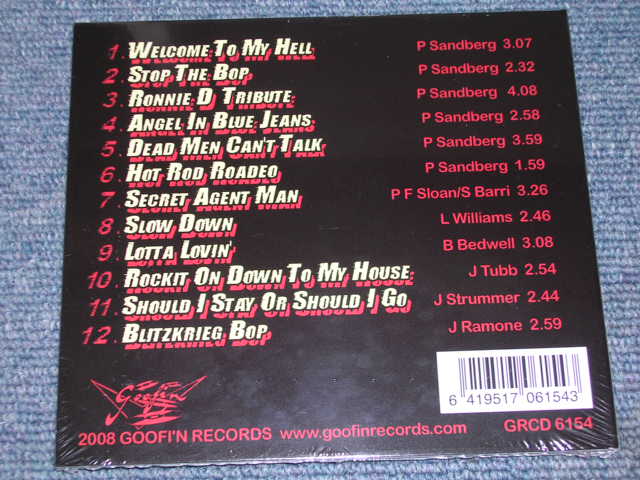 1. Welcome To My Hell P Sandberg 3.07
2. Stop The Bop P Sandberg 2.32
3. Ronnie D Tribute P Sandberg 4.08
4. Angel In Blue Jeans P Sandberg 2.58
5. Dead Men Can't Talk P Sandberg 3.59
6. Hot Rod Roadeo P Sandberg 1.59
7. Secret Agent Man P F Sloan/S Barri 3.26
8. Slow Down L Williams 2.46
9. Lotta Lovin' B Bedwell 3.08
10. Rockit On Down To My House J Tubb 2.54
11. Should I Stay Or Should I Go J Strummer 2.44
12. Blitzkrieg Bop J Ramone 2.59
Goofin'
6 419517 061543
2008 GOOFI'N RECORDS www.goofinrecords.com GRCD 6154